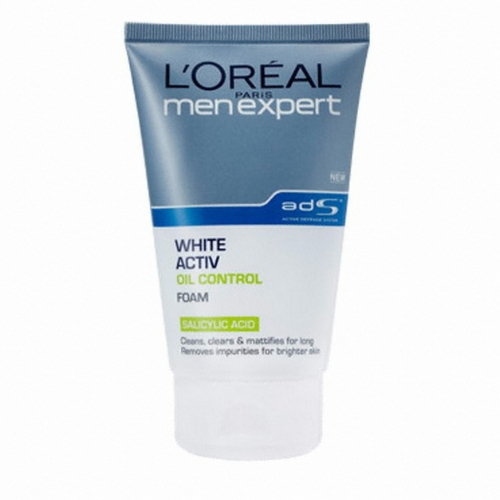 L'ORÉAL
PARIS
men expert
NEW
adS
ACTIVE DEFENSE SYSTEM
WHITE
ACTIV
OIL CONTROL
FOAM
SALICYLIC ACID
Cleans, clears & mattifies for long
Removes impurities for brighter skin